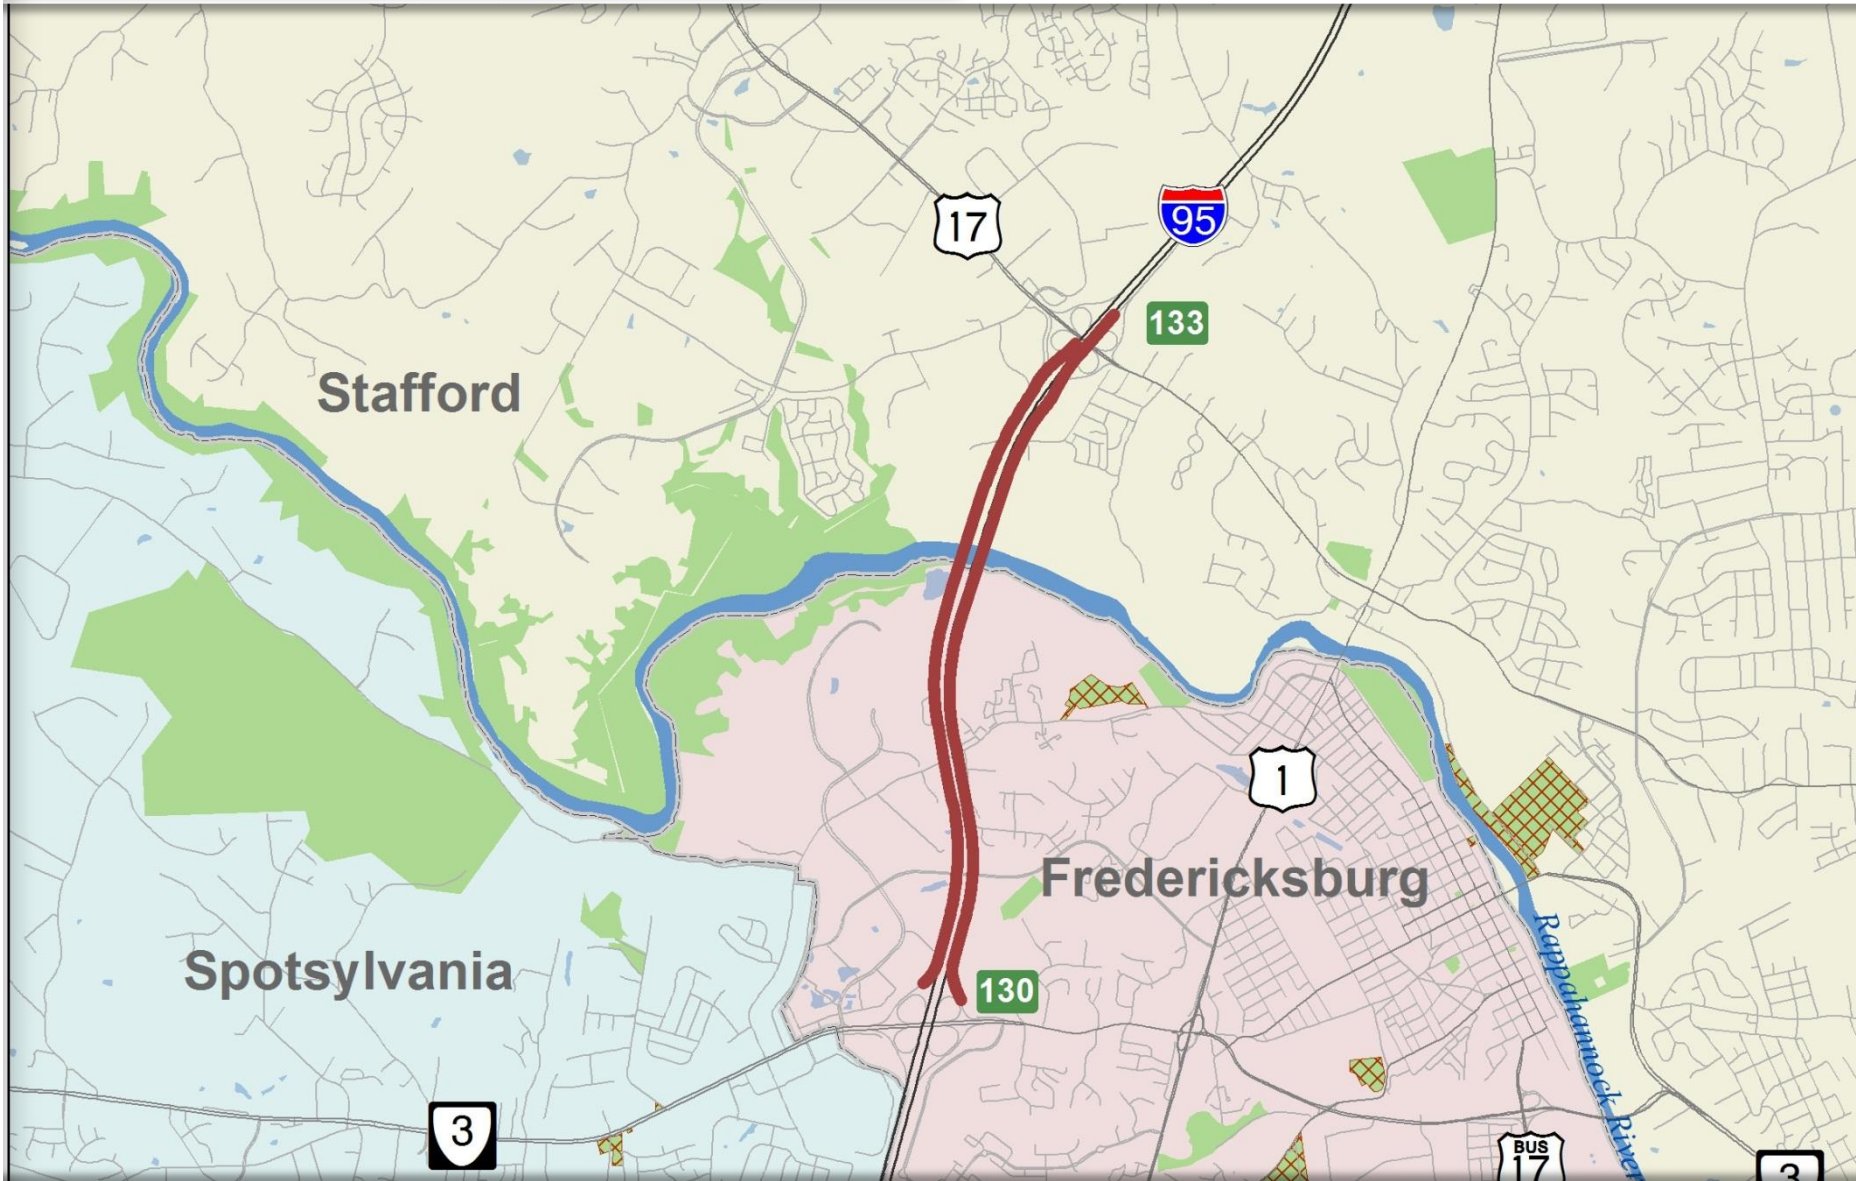 17
95
133
Stafford
1
Fredericksburg
Spotsylvania
130
Rappahannock River
3
BUS
17
3